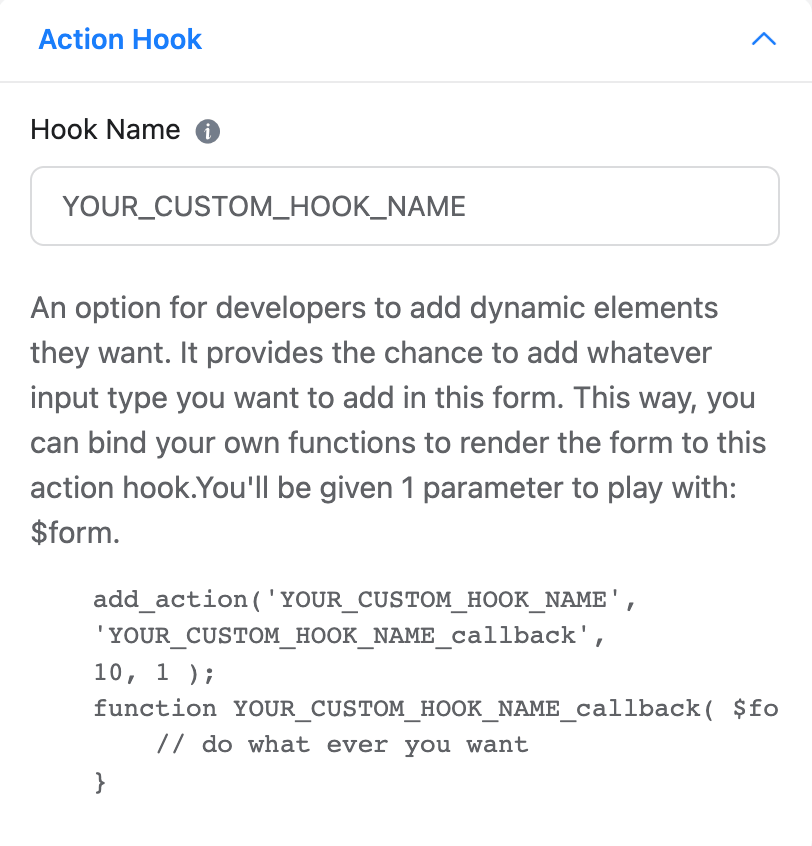 Action Hook
Hook Name
YOUR_CUSTOM_HOOK_NAME
An option for developers to add dynamic elements
they want. It provides the chance to add whatever
input type you want to add in this form. This way, you
can bind your own functions to render the form to this
action hook.You'll be given 1 parameter to play with:
$form.
add_action('YOUR_CUSTOM_HOOK_NAME',
'YOUR_CUSTOM_HOOK_NAME_callback',
10, 1 );
function YOUR_CUSTOM_HOOK_NAME_callback( $fo
// do what ever you want
}